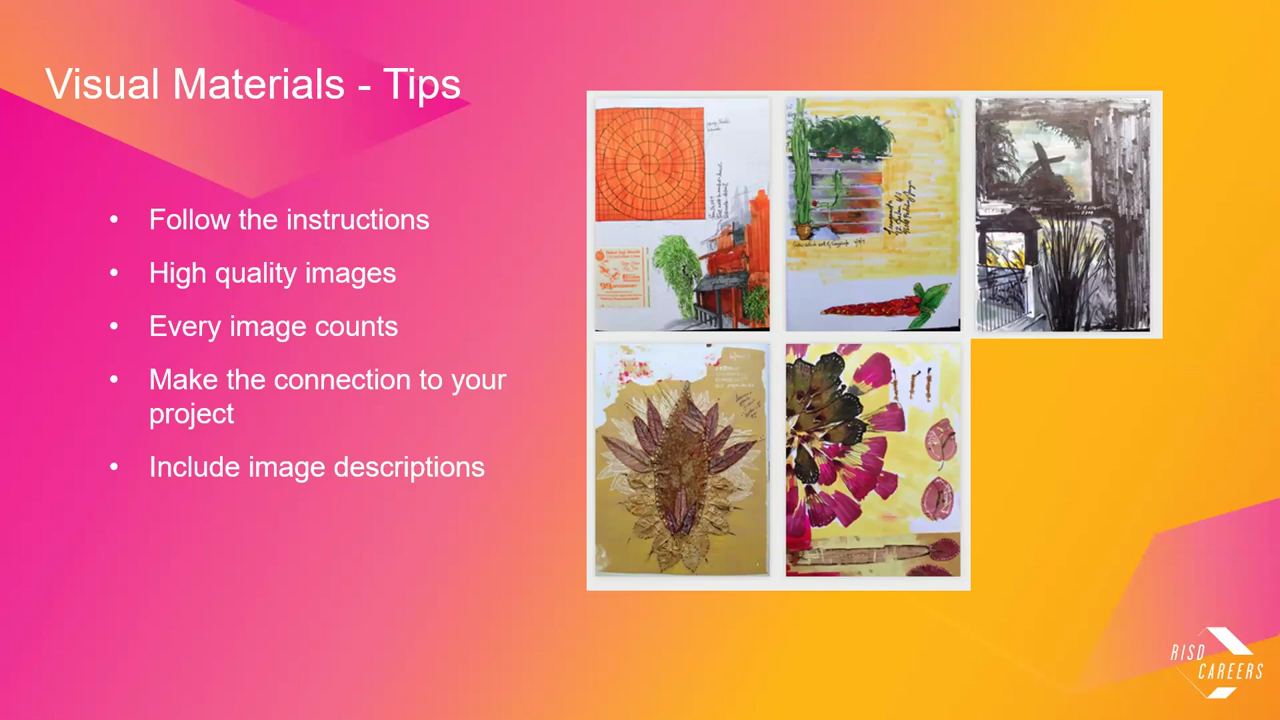 Visual Materials - Tips
• Follow the instructions
• High quality images
• Every image counts
• Make the connection to your
project
• Include image descriptions
RISD
CAREERS